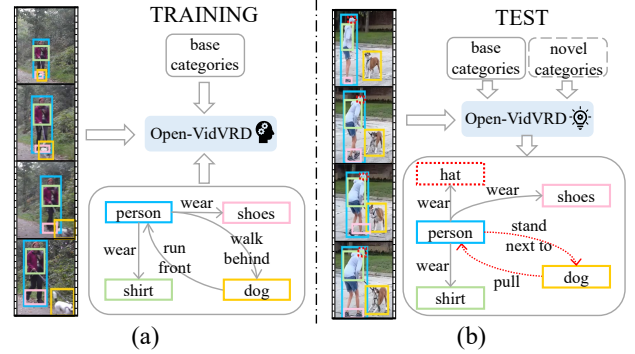 TRAINING
base
categories
Open-VidVRD
wear
person
shoes
wear
run
front
walk
behind
shirt
dog
(a)
TEST
base
categories
novel
categories
Open-VidVRD
hat
wear
wear
shoes
person
stand
next to
wear
pull
dog
shirt
(b)